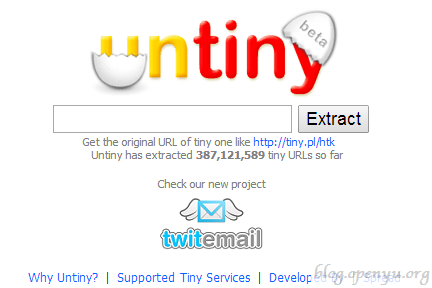 untiny
beta
Extract
Get the original URL of tiny one like http://tiny.pl/htk
Untiny has extracted 387,121,589 tiny URLs so far
Check our new project
twitemail
Why Untiny? | Supported Tiny Services | Developed by
blog.openyu.org